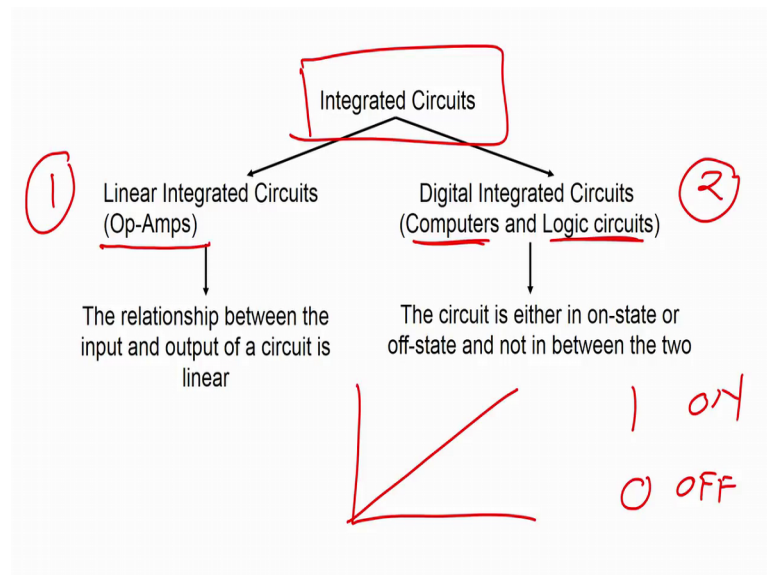 Integrated Circuits
1
Linear Integrated Circuits
(Op-Amps)
Digital Integrated Circuits
(Computers and Logic circuits)
2
The relationship between the
input and output of a circuit is
linear
The circuit is either in on-state or
off-state and not in between the two
1 ON
0 OFF